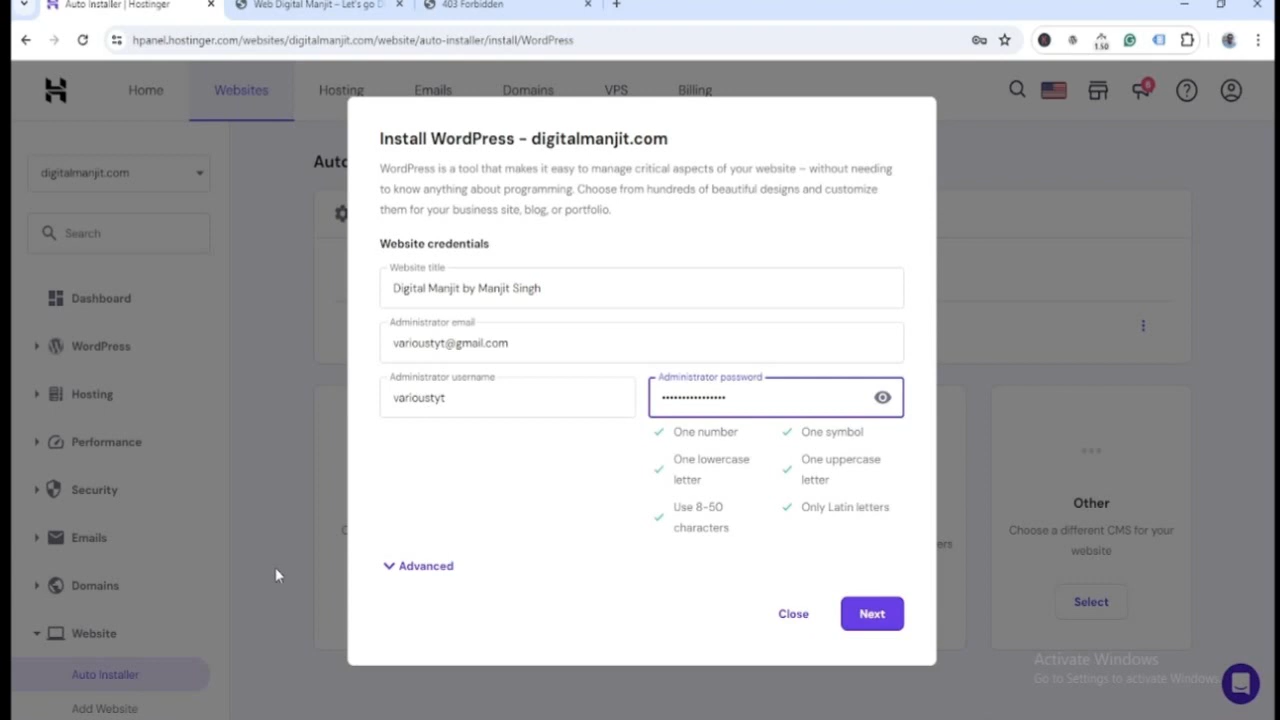 Auto Installer | Hostinger
Web Digital Manjit – Let's go D
403 Forbidden
hpanel.hostinger.com/websites/digitalmanjit.com/website/auto-installer/install/WordPress
1.50
Home
Websites
Hosting
Emails
Domains
VPS
Billing
digitalmanjit.com
Search
Dashboard
WordPress
Hosting
Performance
Security
Emails
Domains
Website
Auto Installer
Add Website
Auto
Install WordPress - digitalmanjit.com
WordPress is a tool that makes it easy to manage critical aspects of your website – without needing
to know anything about programming. Choose from hundreds of beautiful designs and customize
them for your business site, blog, or portfolio.
Website credentials
Website title
Digital Manjit by Manjit Singh
Administrator email
varioustyt@gmail.com
Administrator username
varioustyt
Administrator password
••••••••••••••••
One number
One symbol
One lowercase
letter
One uppercase
letter
Use 8-50
characters
Only Latin letters
Advanced
Close
Next
ers
Other
Choose a different CMS for your
website
Select
Activate Windows
Go to Settings to activate Windows.